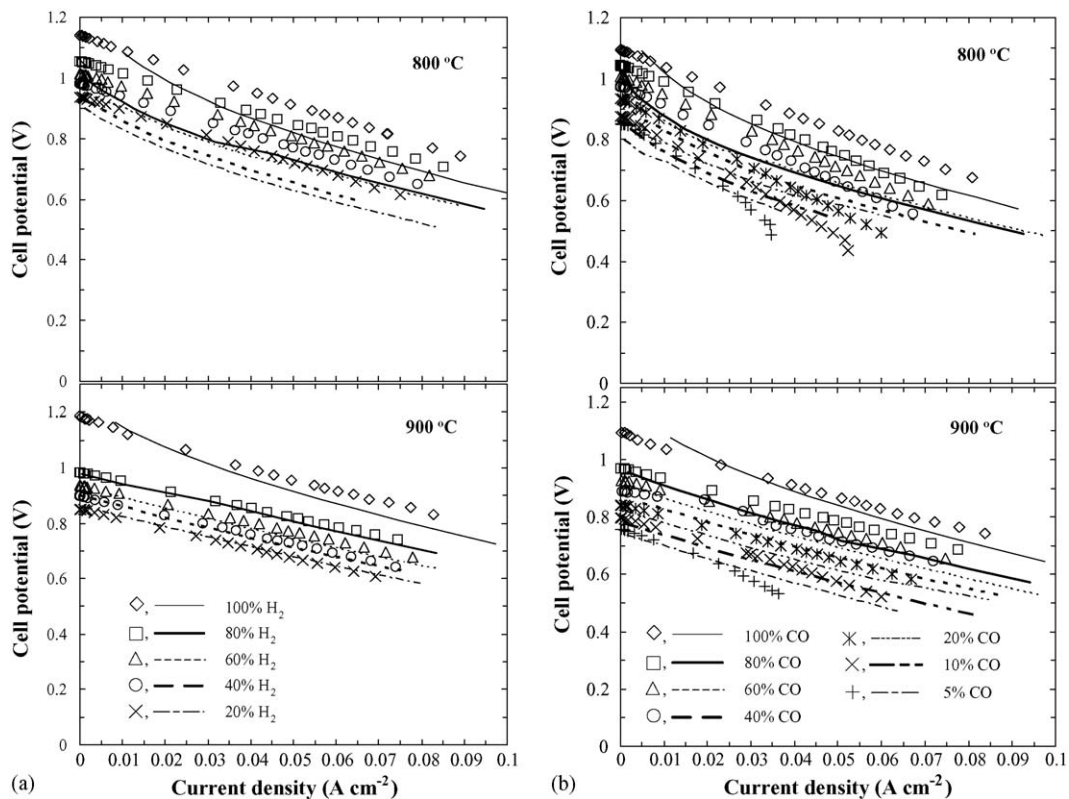 1.2
1
0.8
0.6
0.4
0.2
0
Cell potential (V)
800 °C
1.2
1
0.8
0.6
0.4
0.2
0
Cell potential (V)
800 °C
1.2
1
0.8
0.6
0.4
0.2
0
Cell potential (V)
900 °C
◇, 100% H₂
□, 80% H₂
△, 60% H₂
○, 40% H₂
×, 20% H₂
0 0.01 0.02 0.03 0.04 0.05 0.06 0.07 0.08 0.09 0.1
(a) Current density (A cm⁻²)
1.2
1
0.8
0.6
0.4
0.2
0
Cell potential (V)
900 °C
◇, 100% CO
□, 80% CO
△, 60% CO
○, 40% CO
✳, 20% CO
×, 10% CO
+, 5% CO
0 0.01 0.02 0.03 0.04 0.05 0.06 0.07 0.08 0.09 0.1
(b) Current density (A cm⁻²)